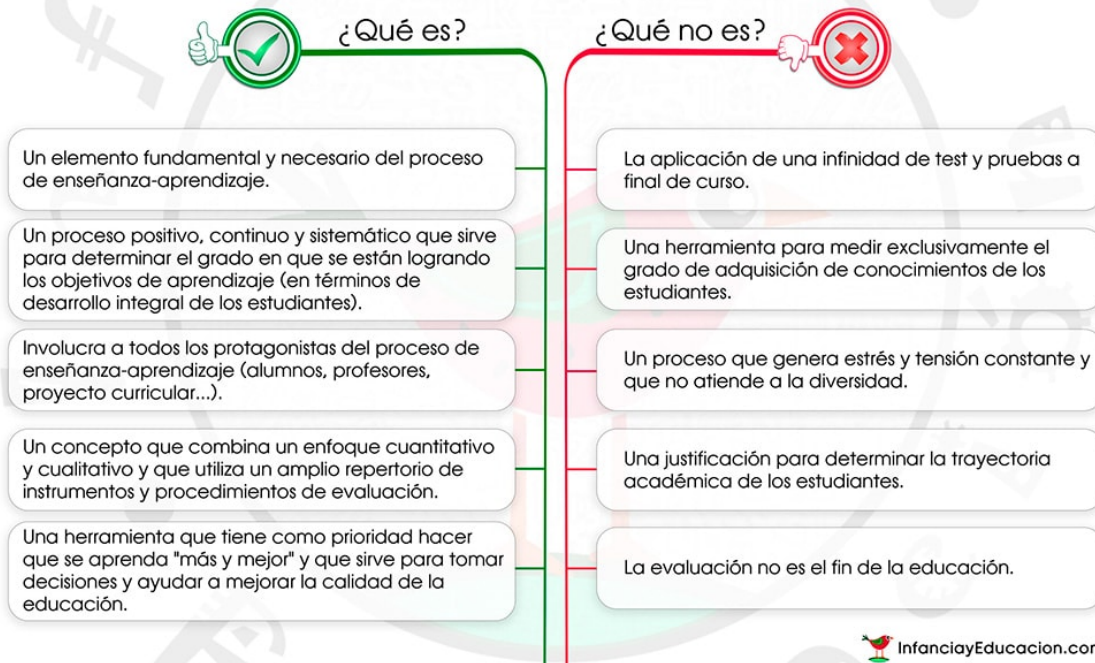 ¿Qué es?
Un elemento fundamental y necesario del proceso
de enseñanza-aprendizaje.
Un proceso positivo, continuo y sistemático que sirve
para determinar el grado en que se están logrando
los objetivos de aprendizaje (en términos de
desarrollo integral de los estudiantes).
Involucra a todos los protagonistas del proceso de
enseñanza-aprendizaje (alumnos, profesores,
proyecto curricular...).
Un concepto que combina un enfoque cuantitativo
y cualitativo y que utiliza un amplio repertorio de
instrumentos y procedimientos de evaluación.
Una herramienta que tiene como prioridad hacer
que se aprenda "más y mejor" y que sirve para tomar
decisiones y ayudar a mejorar la calidad de la
educación.
¿Qué no es?
La aplicación de una infinidad de test y pruebas a
final de curso.
Una herramienta para medir exclusivamente el
grado de adquisición de conocimientos de los
estudiantes.
Un proceso que genera estrés y tensión constante y
que no atiende a la diversidad.
Una justificación para determinar la trayectoria
académica de los estudiantes.
La evaluación no es el fin de la educación.
InfanciayEducacion.com